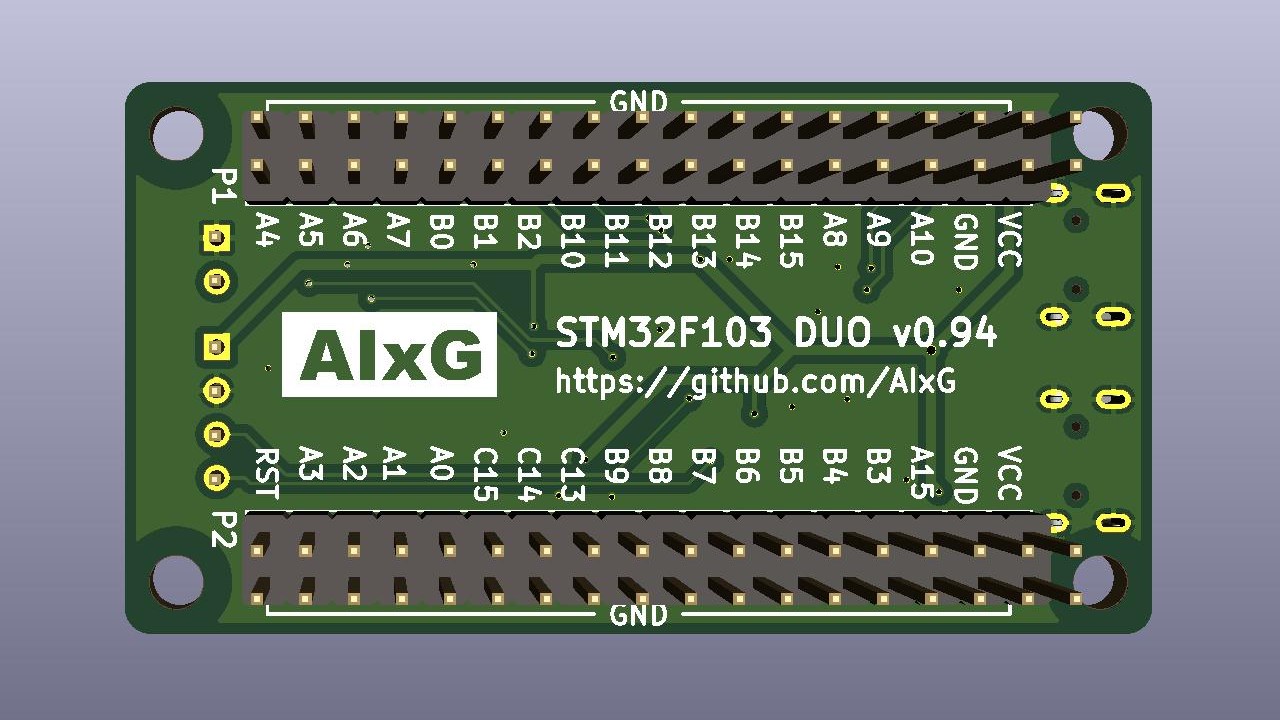 GND
P1
A4 A5 A6 A7 B0 B1 B2 B10 B11 B12 B13 B14 B15 A8 A9 A10 GND VCC
AIxG
STM32F103 DUO v0.94
https://github.com/AIxG
RST A3 A2 A1 A0 C15 C14 C13 B9 B8 B7 B6 B5 B4 B3 A15 GND VCC
P2
GND